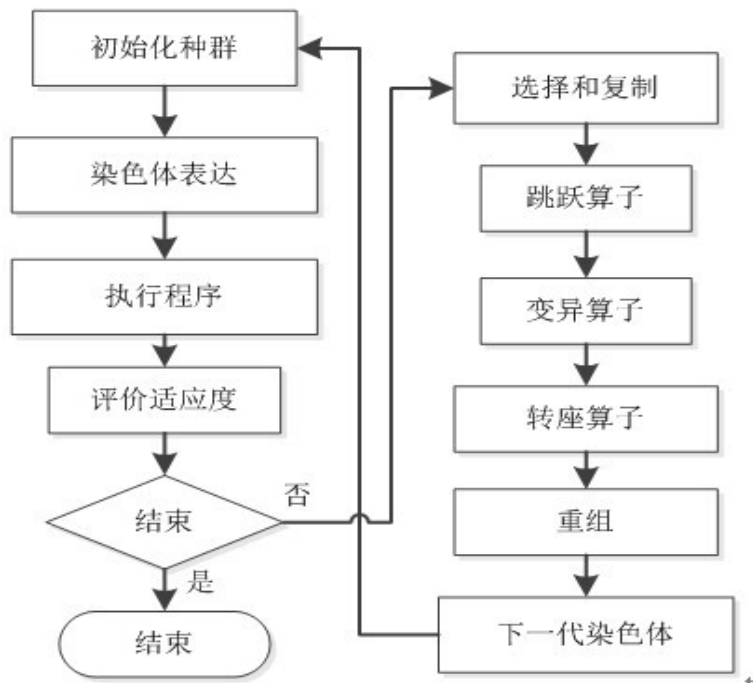 初始化种群
染色体表达
执行程序
评价适应度
结束
否
是
结束
选择和复制
跳跃算子
变异算子
转座算子
重组
下一代染色体